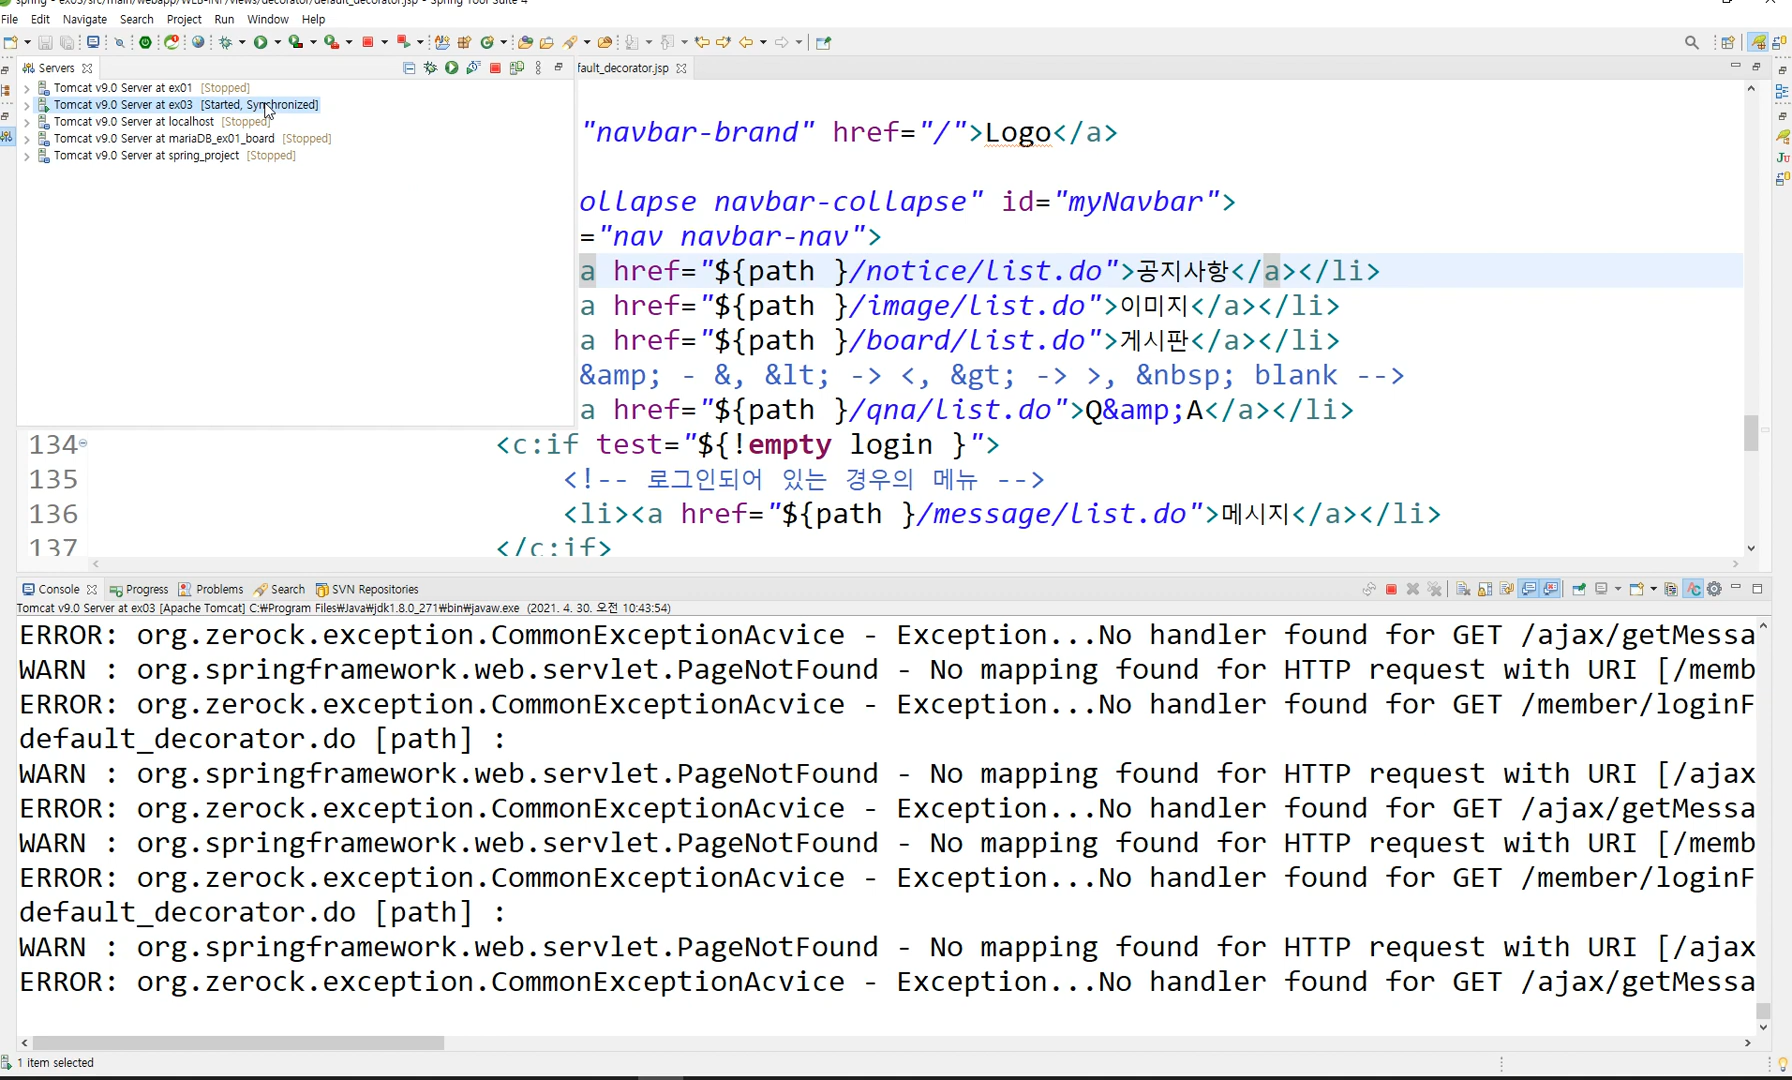 spring - ex03/src/main/webapp/WEB-INF/views/decorator/default_decorator.jsp - Spring Tool Suite 4
File Edit Navigate Search Project Run Window Help
Servers
fault_decorator.jsp
Tomcat v9.0 Server at ex01 [Stopped]
Tomcat v9.0 Server at ex03 [Started, Synchronized]
Tomcat v9.0 Server at localhost [Stopped]
Tomcat v9.0 Server at mariaDB_ex01_board [Stopped]
Tomcat v9.0 Server at spring_project [Stopped]
"navbar-brand" href="/">Logo</a>
ollapse navbar-collapse" id="myNavbar">
="nav navbar-nav">
a href="${path }/notice/list.do">공지사항</a></li>
a href="${path }/image/list.do">이미지</a></li>
a href="${path }/board/list.do">게시판</a></li>
&amp; - &, &lt; -> <, &gt; -> >, &nbsp; blank -->
a href="${path }/qna/list.do">Q&amp;A</a></li>
134 <c:if test="${!empty login }">
135 <!-- 로그인되어 있는 경우의 메뉴 -->
136 <li><a href="${path }/message/list.do">메시지</a></li>
137 </c:if>
Console Progress Problems Search SVN Repositories
Tomcat v9.0 Server at ex03 [Apache Tomcat] C:₩Program Files₩Java₩jdk1.8.0_271₩bin₩javaw.exe (2021. 4. 30. 오전 10:43:54)
ERROR: org.zerock.exception.CommonExceptionAcvice - Exception...No handler found for GET /ajax/getMessa
WARN : org.springframework.web.servlet.PageNotFound - No mapping found for HTTP request with URI [/memb
ERROR: org.zerock.exception.CommonExceptionAcvice - Exception...No handler found for GET /member/loginF
default_decorator.do [path] :
WARN : org.springframework.web.servlet.PageNotFound - No mapping found for HTTP request with URI [/ajax
ERROR: org.zerock.exception.CommonExceptionAcvice - Exception...No handler found for GET /ajax/getMessa
WARN : org.springframework.web.servlet.PageNotFound - No mapping found for HTTP request with URI [/memb
ERROR: org.zerock.exception.CommonExceptionAcvice - Exception...No handler found for GET /member/loginF
default_decorator.do [path] :
WARN : org.springframework.web.servlet.PageNotFound - No mapping found for HTTP request with URI [/ajax
ERROR: org.zerock.exception.CommonExceptionAcvice - Exception...No handler found for GET /ajax/getMessa
1 item selected